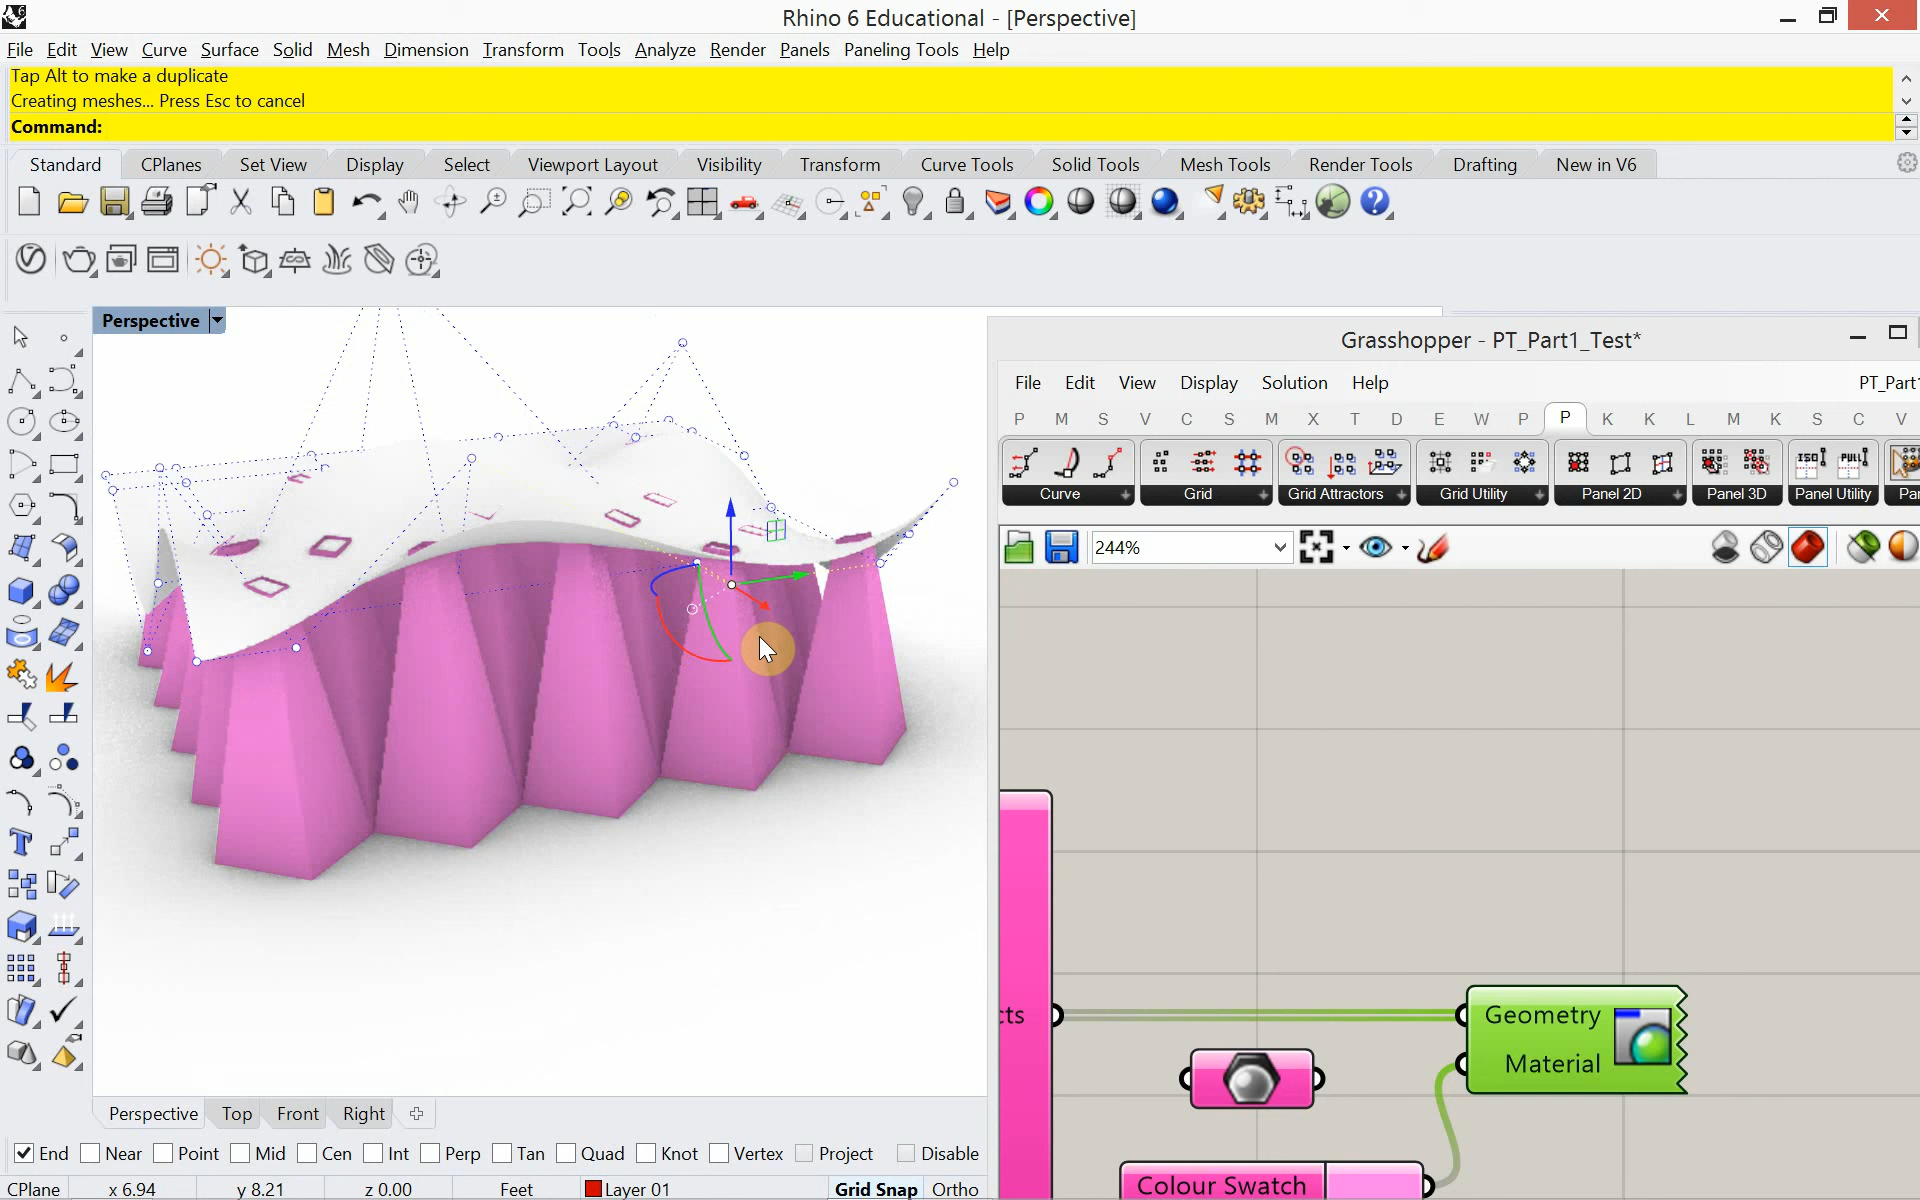 Rhino 6 Educational - [Perspective]
File Edit View Curve Surface Solid Mesh Dimension Transform Tools Analyze Render Panels Paneling Tools Help
Tap Alt to make a duplicate
Creating meshes... Press Esc to cancel
Command:
Standard CPlanes Set View Display Select Viewport Layout Visibility Transform Curve Tools Solid Tools Mesh Tools Render Tools Drafting New in V6
Perspective
Grasshopper - PT_Part1_Test*
File Edit View Display Solution Help PT_Part1
P M S V C S M X T D E W P P K K L M K S C V
Curve Grid Grid Attractors Grid Utility Panel 2D Panel 3D Panel Utility Pa
ISO PULL
244%
cts
Geometry
Material
Colour Swatch
Perspective Top Front Right
End Near Point Mid Cen Int Perp Tan Quad Knot Vertex Project Disable
CPlane x 6.94 y 8.21 z 0.00 Feet Layer 01 Grid Snap Ortho